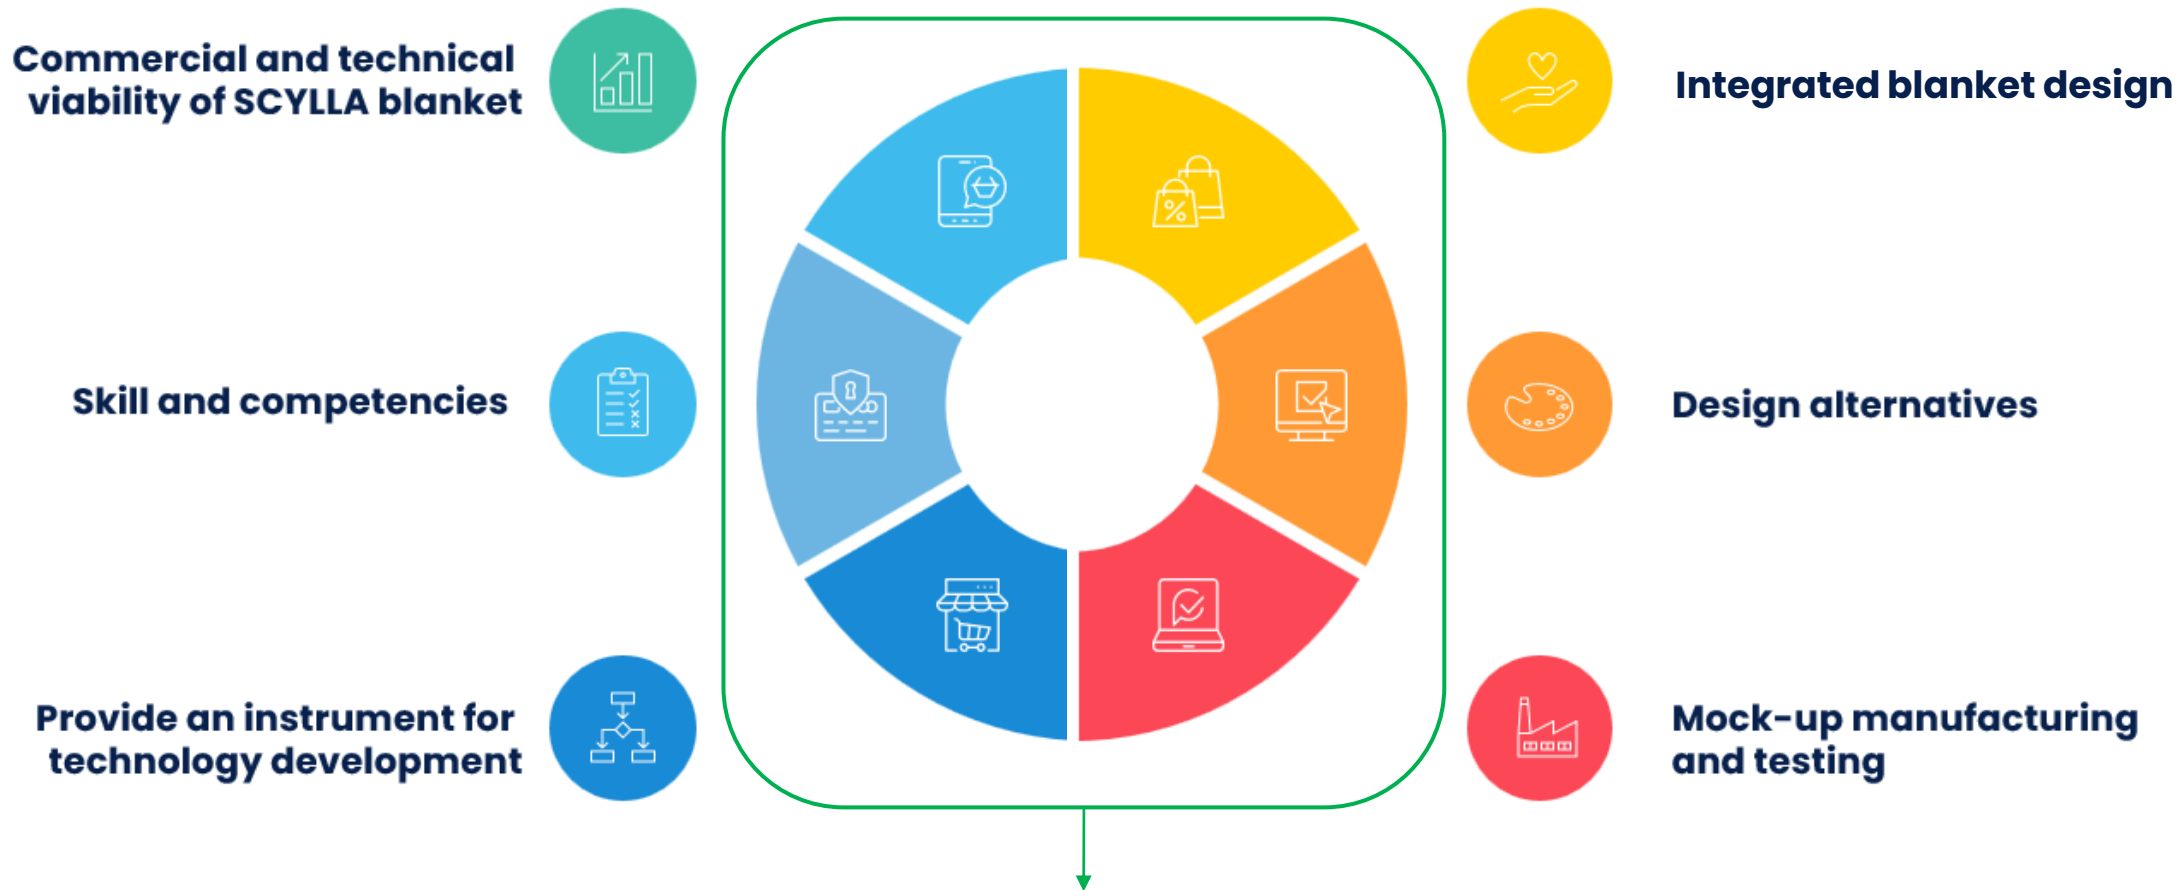 Commercial and technical
viability of SCYLLA blanket
Skill and competencies
Provide an instrument for
technology development
Integrated blanket design
Design alternatives
Mock-up manufacturing
and testing
%